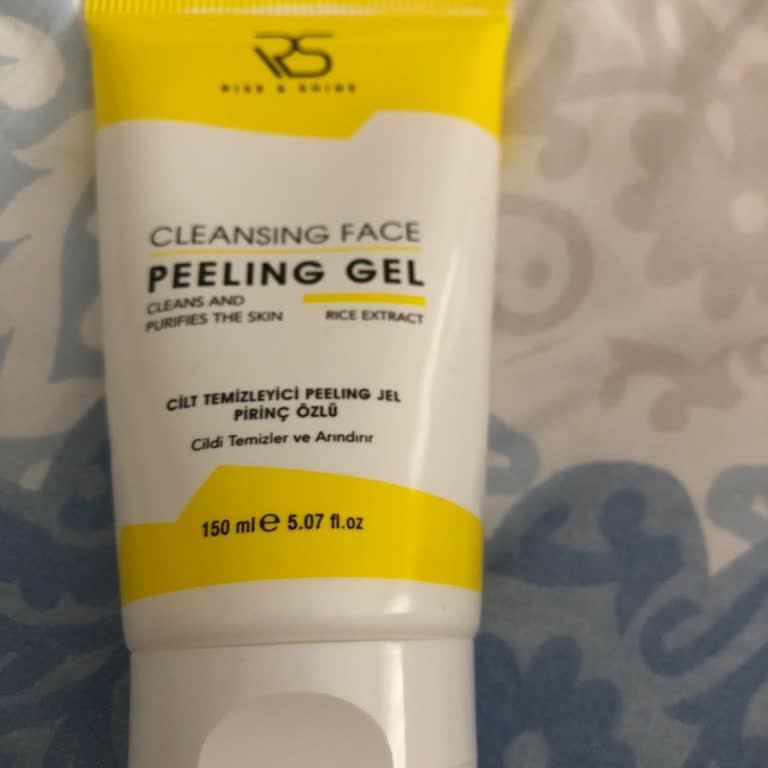 RS
RISE & SHINE
CLEANSING FACE
PEELING GEL
CLEANS AND
PURIFIES THE SKIN
RICE EXTRACT
CİLT TEMİZLEYİCİ PEELING JEL
PİRİNÇ ÖZLÜ
Cildi Temizler ve Arındırır
150 ml ℮ 5.07 fl.oz